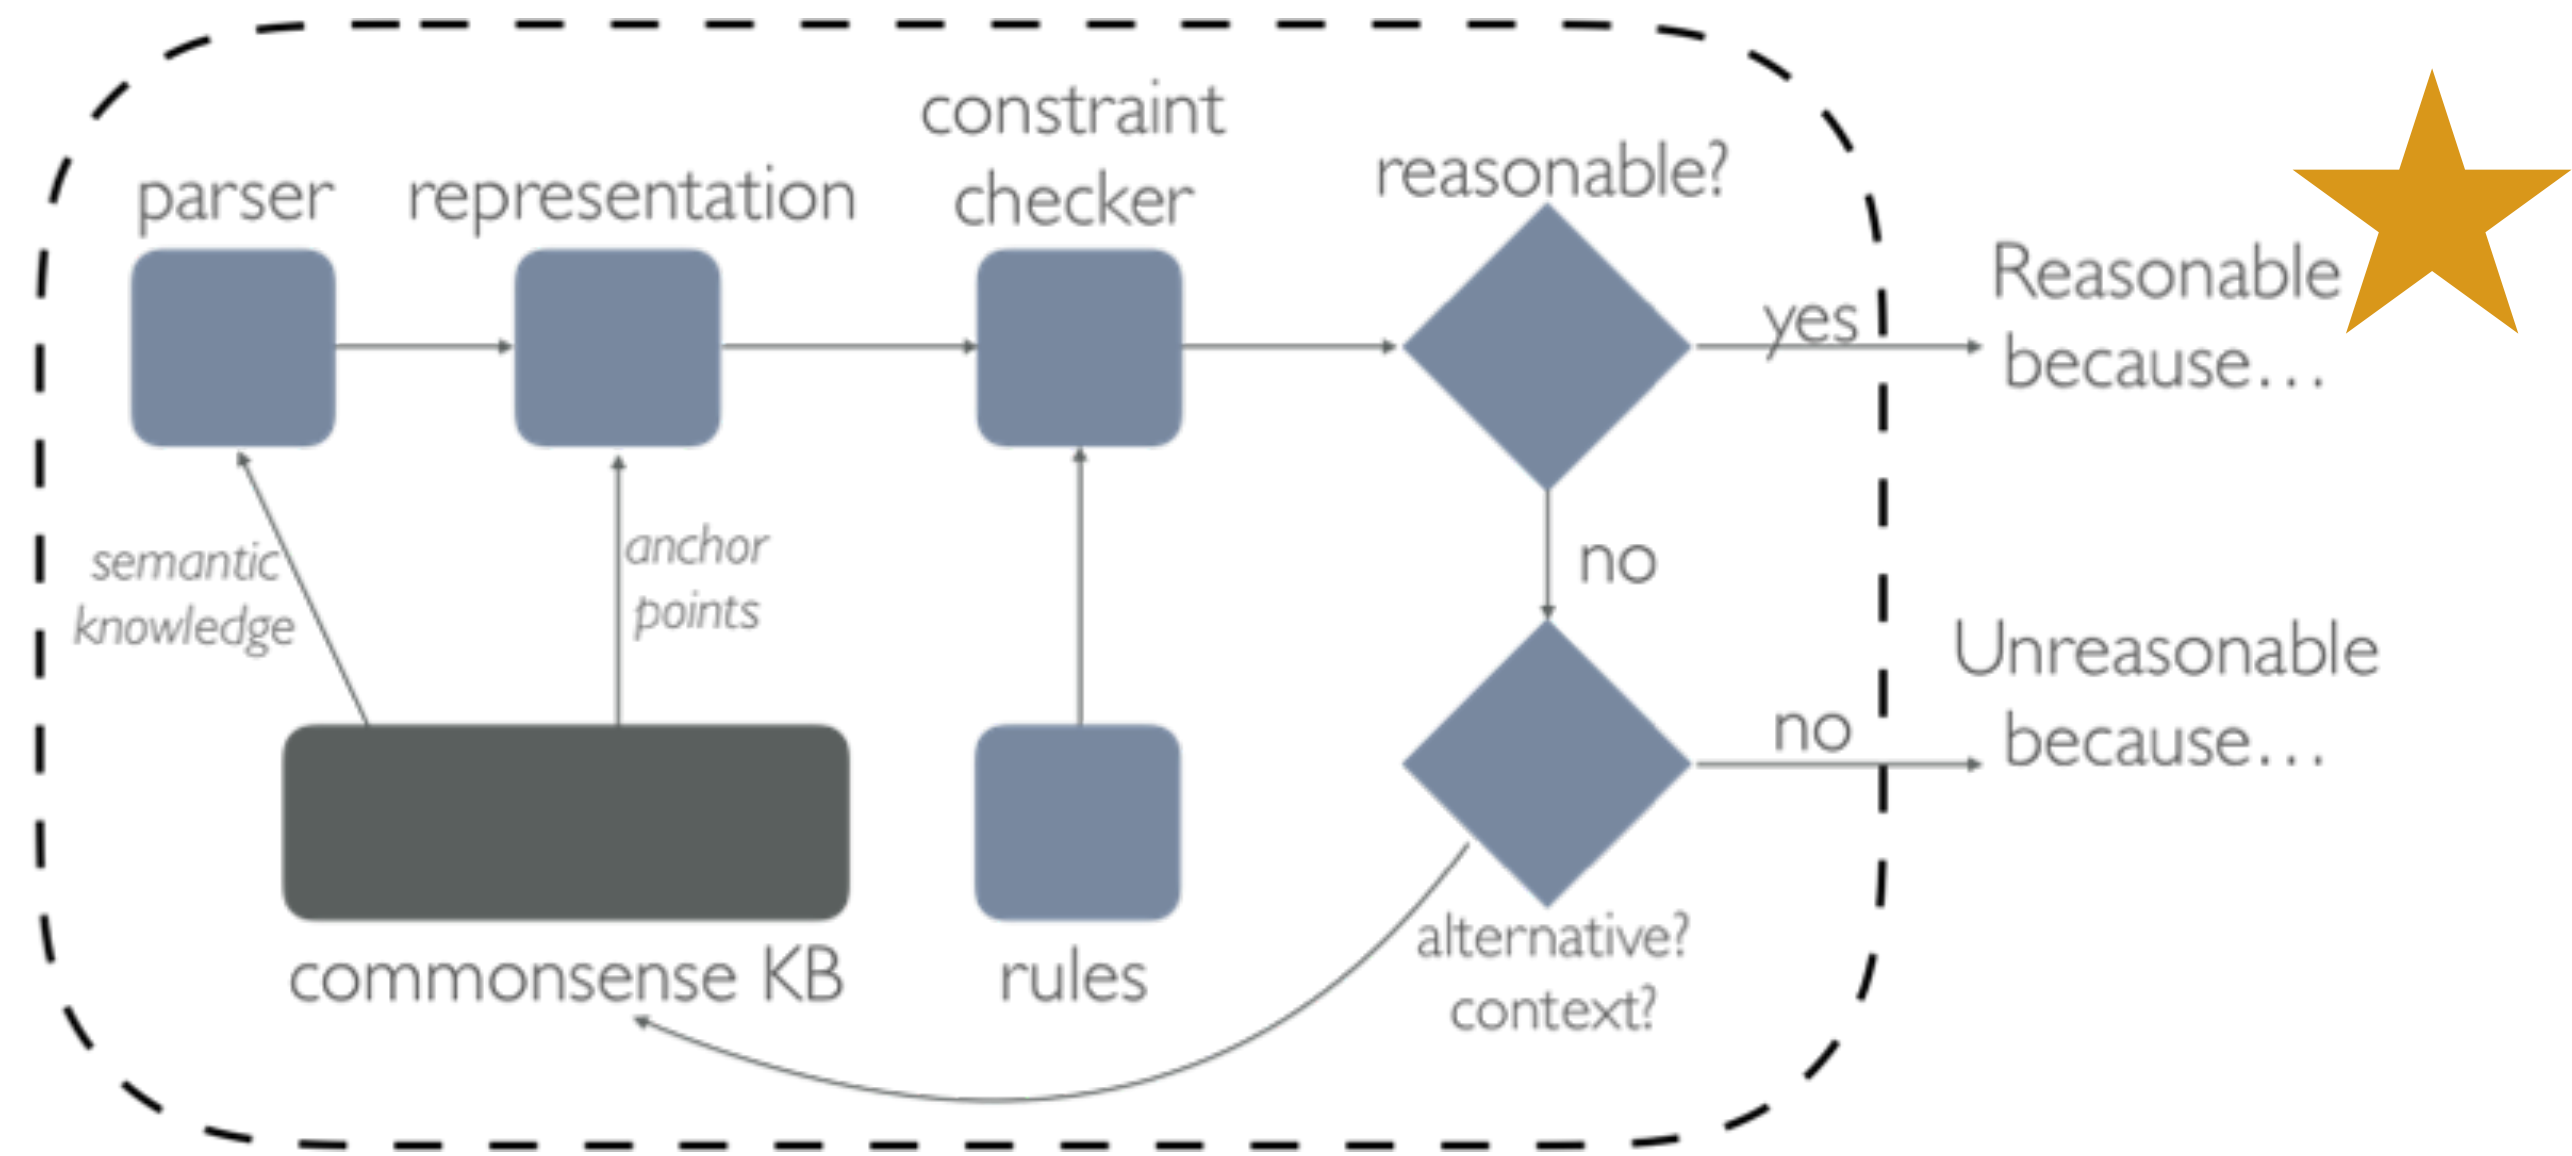 parser
representation
constraint
checker
reasonable?
yes
Reasonable
because...
semantic
knowledge
anchor
points
no
Unreasonable
because...
no
commonsense KB
rules
alternative?
context?